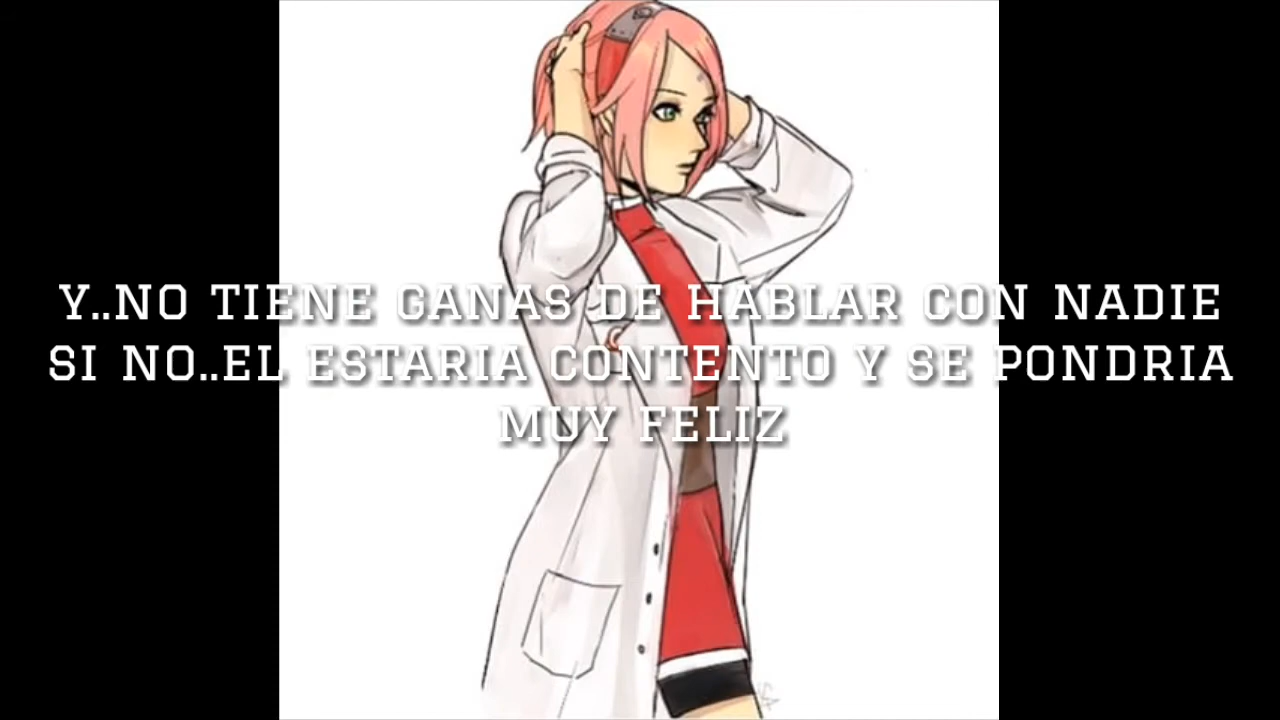 Y..NO TIENE GANAS DE HABLAR CON NADIE
SI NO..EL ESTARIA CONTENTO Y SE PONDRIA
MUY FELIZ